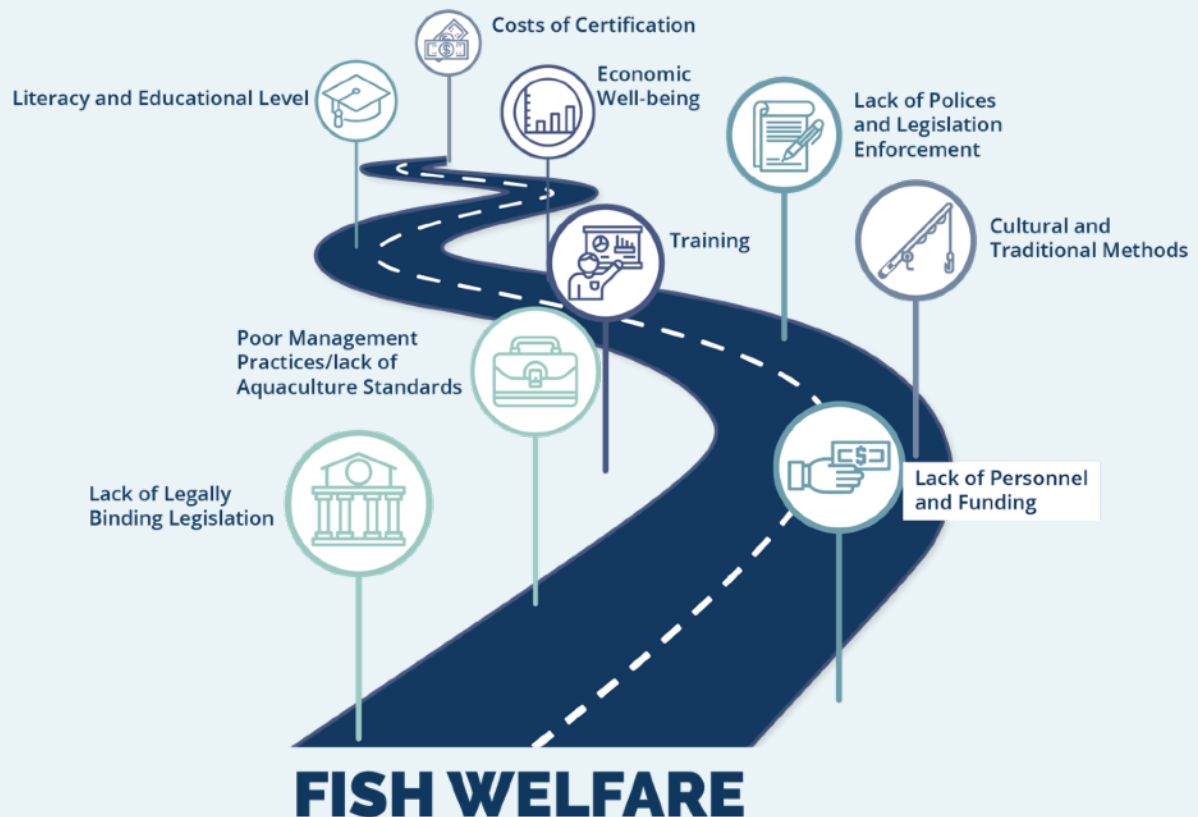 Costs of Certification
Literacy and Educational Level
Economic
Well-being
Lack of Polices
and Legislation
Enforcement
Training
Cultural and
Traditional Methods
Poor Management
Practices/lack of
Aquaculture Standards
Lack of Legally
Binding Legislation
Lack of Personnel
and Funding
FISH WELFARE